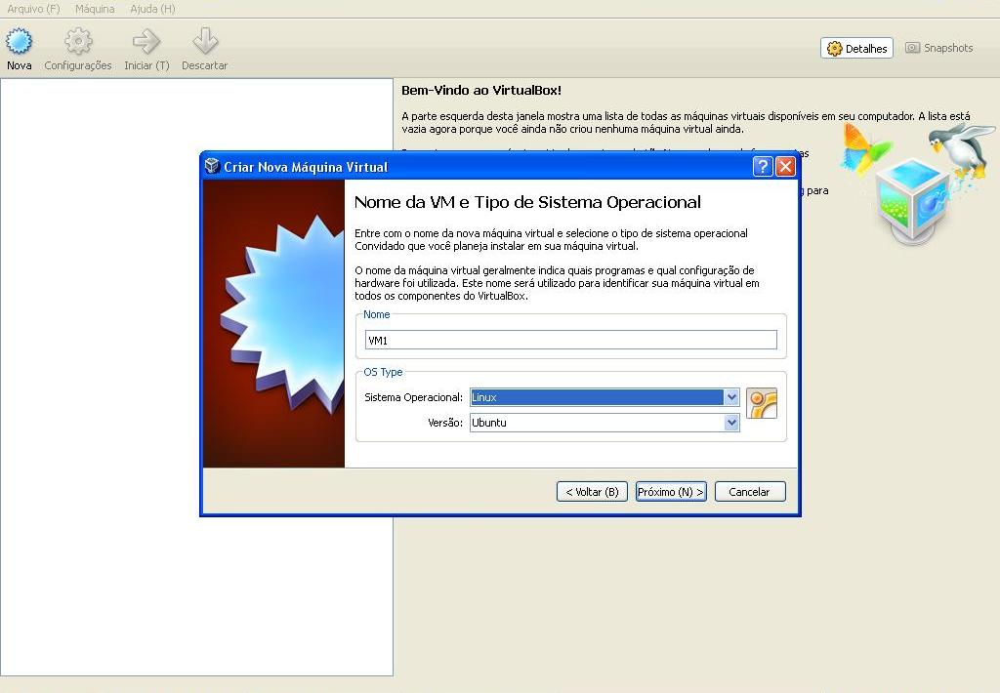 Arquivo (F) Máquina Ajuda (H)
Nova Configurações Iniciar (T) Descartar
Detalhes Snapshots
Bem-Vindo ao VirtualBox!
A parte esquerda desta janela mostra uma lista de todas as máquinas virtuais disponíveis em seu computador. A lista está
vazia agora porque você ainda não criou nenhuma máquina virtual ainda.
para
Criar Nova Máquina Virtual
Nome da VM e Tipo de Sistema Operacional
Entre com o nome da nova máquina virtual e selecione o tipo de sistema operacional
Convidado que você planeja instalar em sua máquina virtual.
O nome da máquina virtual geralmente indica quais programas e qual configuração de
hardware foi utilizada. Este nome será utilizado para identificar sua máquina virtual em
todos os componentes do VirtualBox.
Nome
VM1
OS Type
Sistema Operacional: Linux
Versão: Ubuntu
< Voltar (B) Próximo (N) > Cancelar